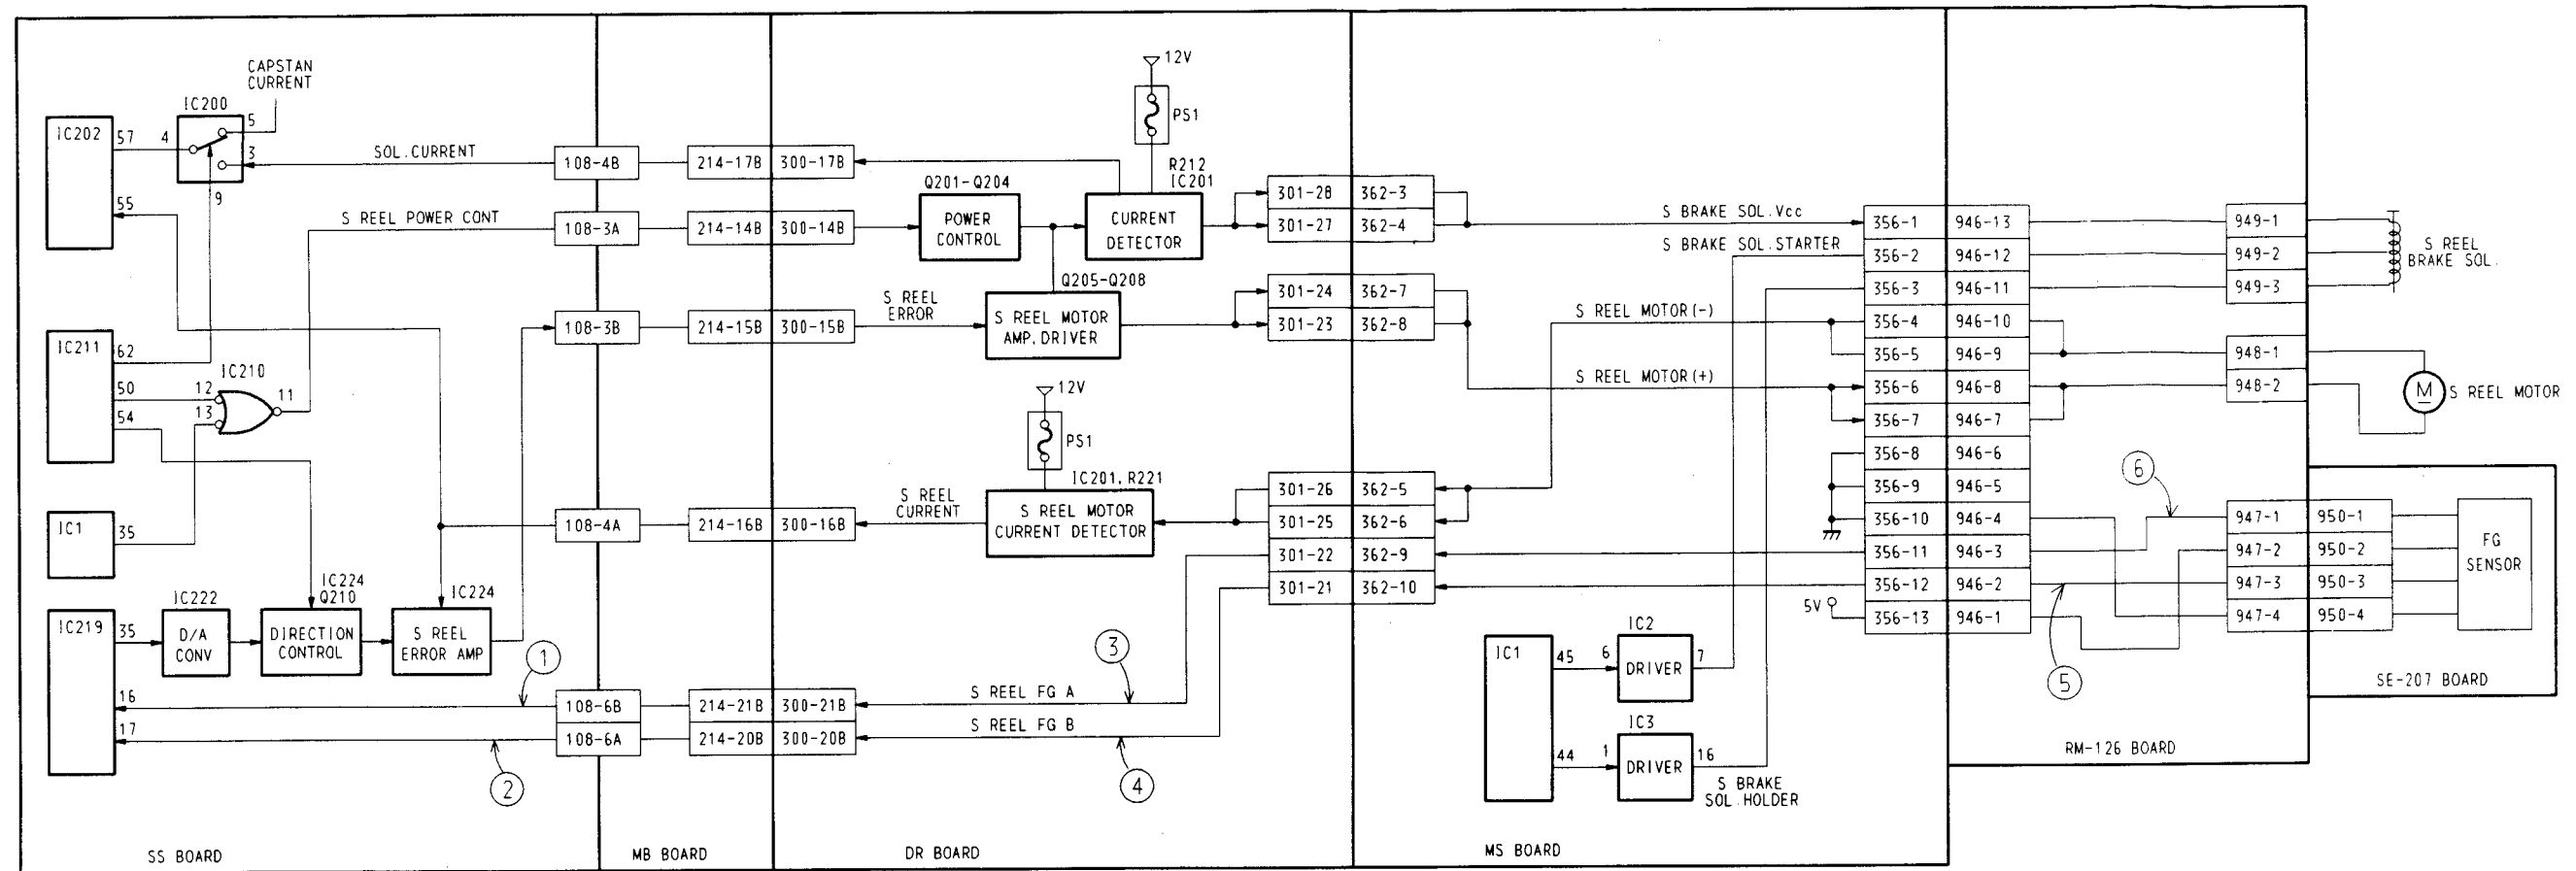 CAPSTAN
CURRENT
IC200
IC202
57
4
5
3
9
55
SOL.CURRENT
108-4B
214-17B
300-17B
12V
PS1
R212
IC201
Q201-Q204
POWER
CONTROL
CURRENT
DETECTOR
S REEL POWER CONT
108-3A
214-14B
300-14B
301-28
362-3
301-27
362-4
S BRAKE SOL.Vcc
S BRAKE SOL.STARTER
356-1
946-13
949-1
356-2
946-12
949-2
356-3
946-11
949-3
S REEL
BRAKE SOL.
Q205-Q208
S REEL
ERROR
S REEL MOTOR
AMP.DRIVER
108-3B
214-15B
300-15B
301-24
362-7
301-23
362-8
S REEL MOTOR(-)
356-4
946-10
356-5
946-9
948-1
S REEL MOTOR(+)
356-6
946-8
948-2
356-7
946-7
M
S REEL MOTOR
IC211
62
50
54
IC210
12
13
11
12V
PS1
IC201,R221
S REEL
CURRENT
S REEL MOTOR
CURRENT DETECTOR
108-4A
214-16B
300-16B
301-26
362-5
301-25
362-6
301-22
362-9
301-21
362-10
356-8
946-6
356-9
946-5
356-10
946-4
356-11
946-3
356-12
946-2
5V
356-13
946-1
6
947-1
950-1
947-2
950-2
947-3
950-3
947-4
950-4
FG
SENSOR
5
SE-207 BOARD
IC1
35
IC219
35
IC222
D/A
CONV
IC224
Q210
DIRECTION
CONTROL
IC224
S REEL
ERROR AMP
16
17
1
2
108-6B
214-21B
300-21B
S REEL FG A
3
108-6A
214-20B
300-20B
S REEL FG B
4
IC1
45
6
IC2
DRIVER
7
44
1
IC3
DRIVER
16
S BRAKE
SOL.HOLDER
RM-126 BOARD
SS BOARD
MB BOARD
DR BOARD
MS BOARD